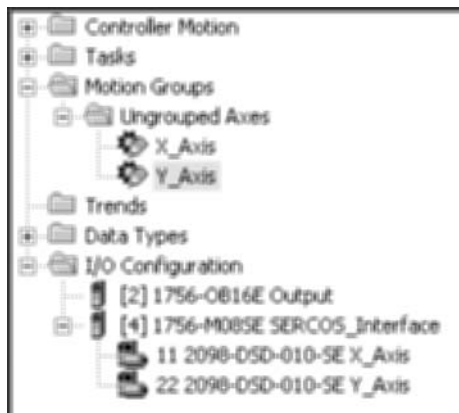 Controller Motion
Tasks
Motion Groups
Ungrouped Axes
X_Axis
Y_Axis
Trends
Data Types
I/O Configuration
[2] 1756-OB16E Output
[4] 1756-M08SE SERCOS_Interface
11 2098-DSD-010-SE X_Axis
22 2098-DSD-010-SE Y_Axis